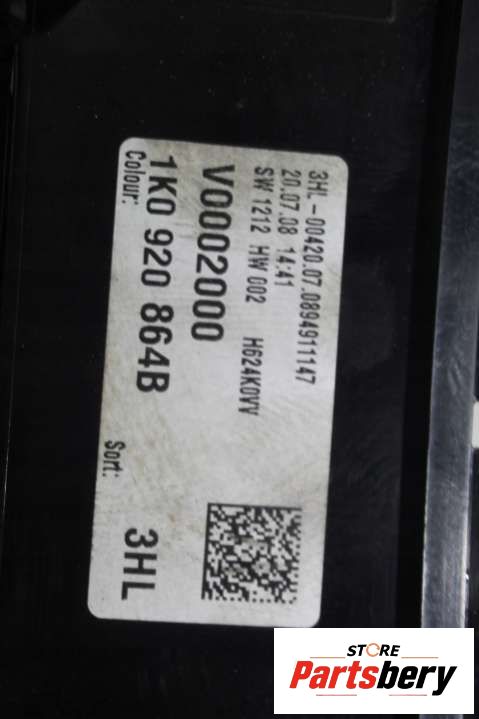 3HL-00420.07.0894911147
20.07.08 14:41
SW 1212 HW 002 H624K0VV
V0002000
1K0 920 864B
Colour: Sort: 3HL
STORE
Partsbery